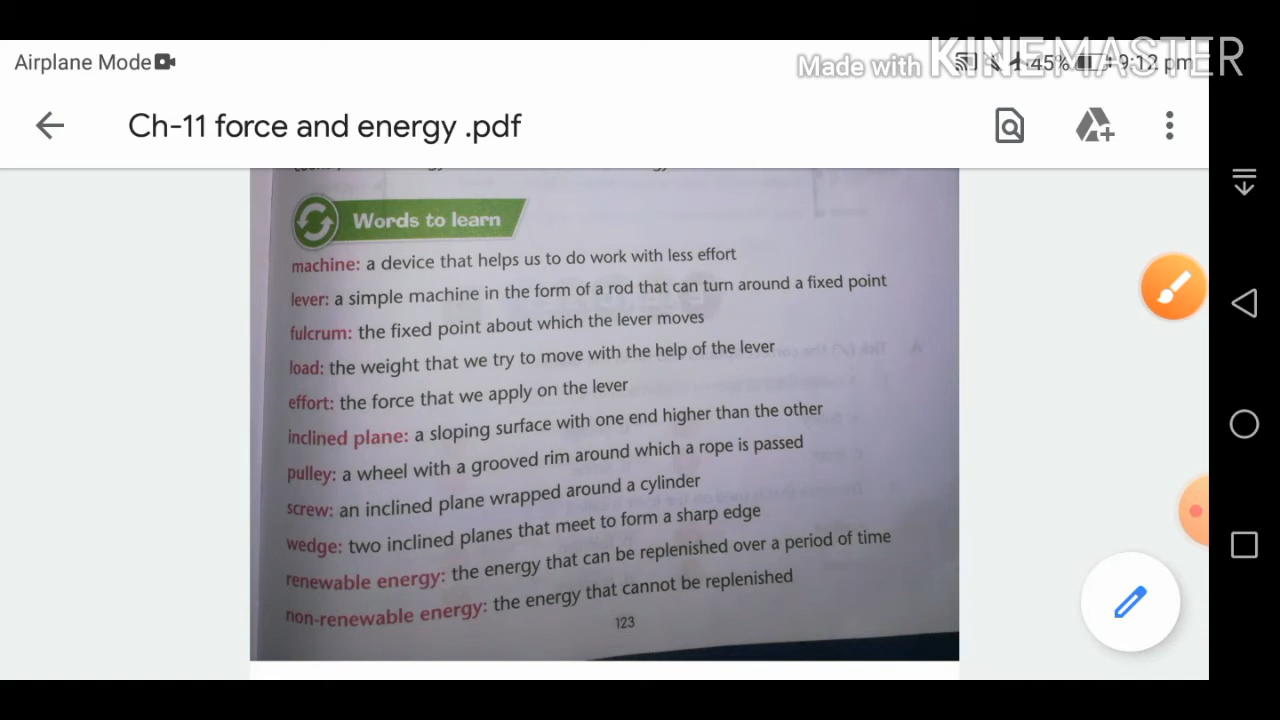 Airplane Mode
45% 9:12 pm
Made with KINEMASTER
Ch-11 force and energy .pdf
Words to learn
machine: a device that helps us to do work with less effort
lever: a simple machine in the form of a rod that can turn around a fixed point
fulcrum: the fixed point about which the lever moves
load: the weight that we try to move with the help of the lever
effort: the force that we apply on the lever
inclined plane: a sloping surface with one end higher than the other
pulley: a wheel with a grooved rim around which a rope is passed
screw: an inclined plane wrapped around a cylinder
wedge: two inclined planes that meet to form a sharp edge
renewable energy: the energy that can be replenished over a period of time
non-renewable energy: the energy that cannot be replenished
123